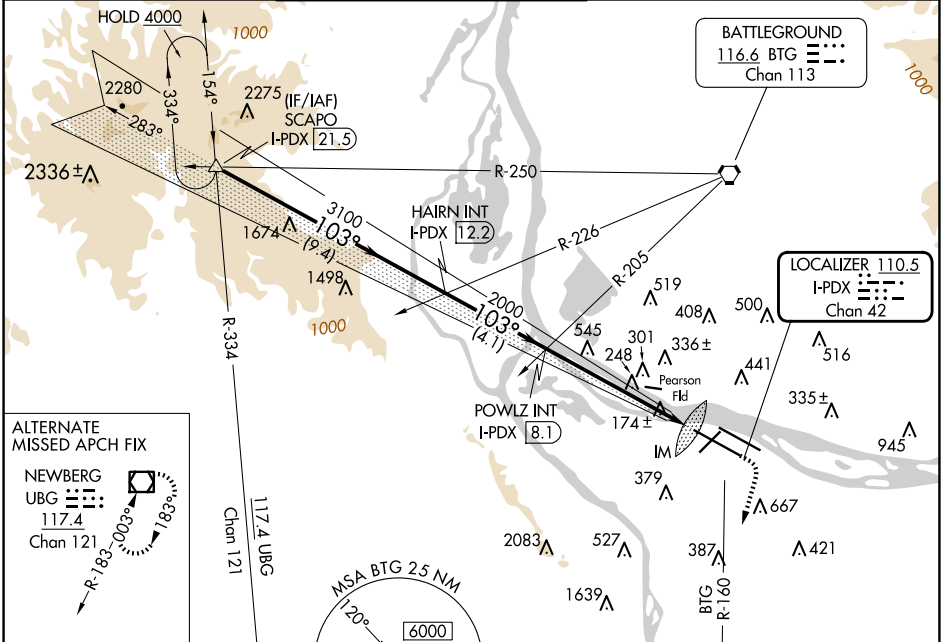 HOLD 4000
1000
154°
334°
2280
283°
2275
(IF/IAF)
SCAPO
I-PDX 21.5
2336 ±
BATTLEGROUND
116.6 BTG
Chan 113
1000
R-250
3100
103°
(9.4)
1674
HAIRN INT
I-PDX 12.2
R-226
R-205
1498
1000
2000
103°
(4.1)
LOCALIZER 110.5
I-PDX
Chan 42
519
408
500
545
301
336 ±
248
516
441
Pearson
Fld
335 ±
174 ±
945
POWLZ INT
I-PDX 8.1
IM
R-334
ALTERNATE
MISSED APCH FIX
NEWBERG
UBG
117.4
Chan 121
183°
R-183
003°
117.4 UBG
Chan 121
379
667
2083
527
387
421
1639
BTG
R-160
MSA BTG 25 NM
120°
6000